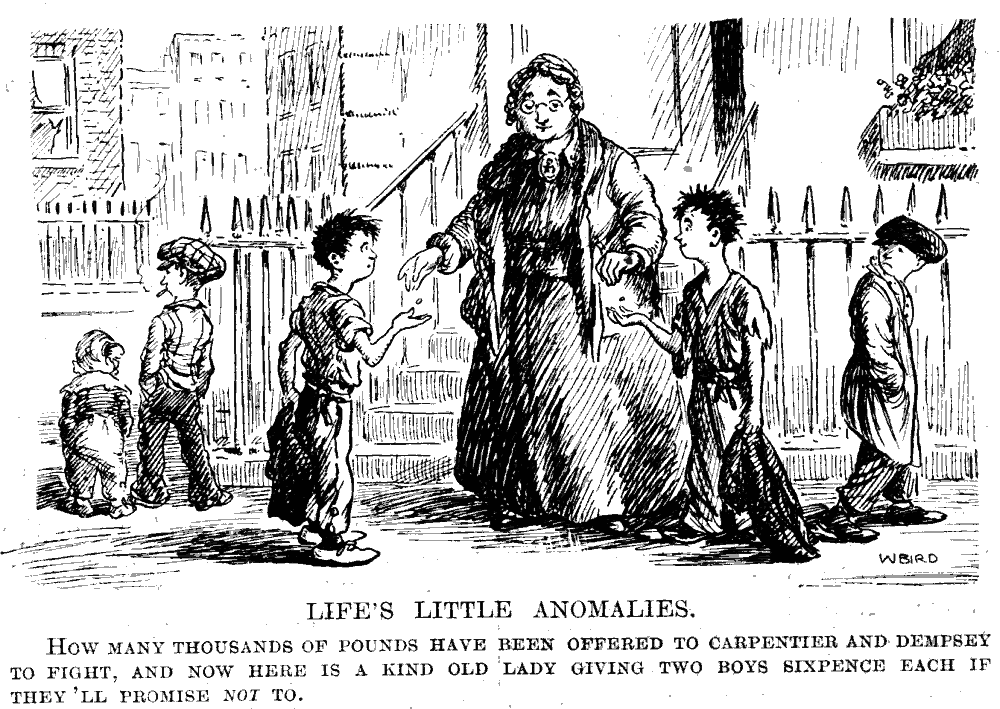 W BIRD
LIFE'S LITTLE ANOMALIES.
HOW MANY THOUSANDS OF POUNDS HAVE BEEN OFFERED TO CARPENTIER AND DEMPSEY
TO FIGHT, AND NOW HERE IS A KIND OLD LADY GIVING TWO BOYS SIXPENCE EACH IF
THEY'LL PROMISE NOT TO.